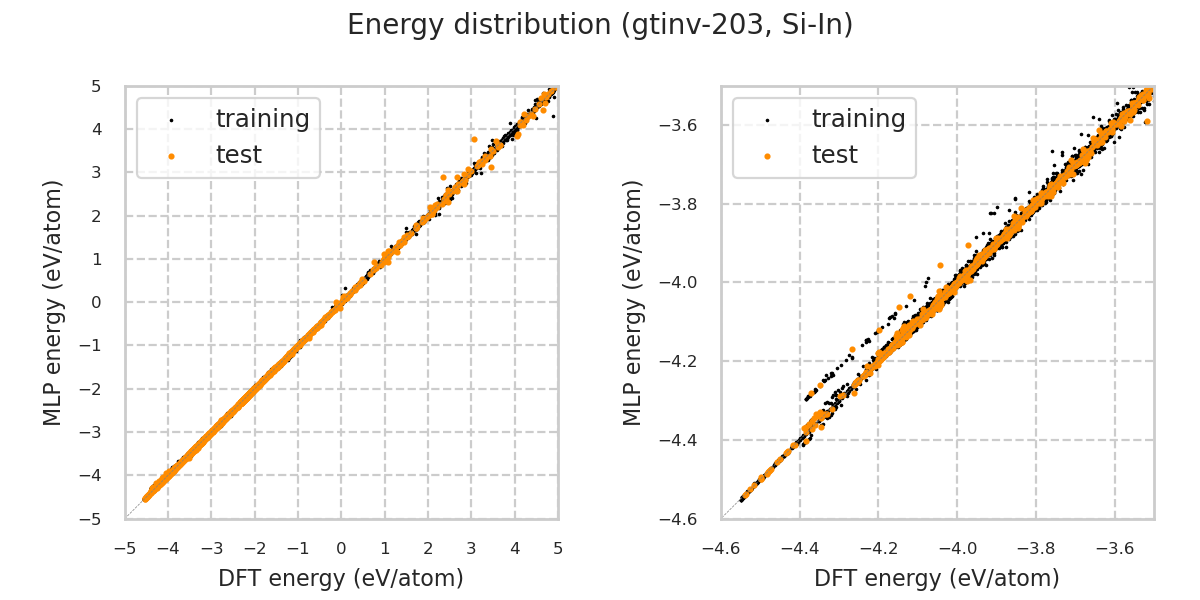 Energy distribution (gtinv-203, Si-In)
training
test
MLP energy (eV/atom)
5
4
3
2
1
0
−1
−2
−3
−4
−5
−5 −4 −3 −2 −1 0 1 2 3 4 5
DFT energy (eV/atom)
training
test
MLP energy (eV/atom)
−3.6
−3.8
−4.0
−4.2
−4.4
−4.6
−4.6 −4.4 −4.2 −4.0 −3.8 −3.6
DFT energy (eV/atom)